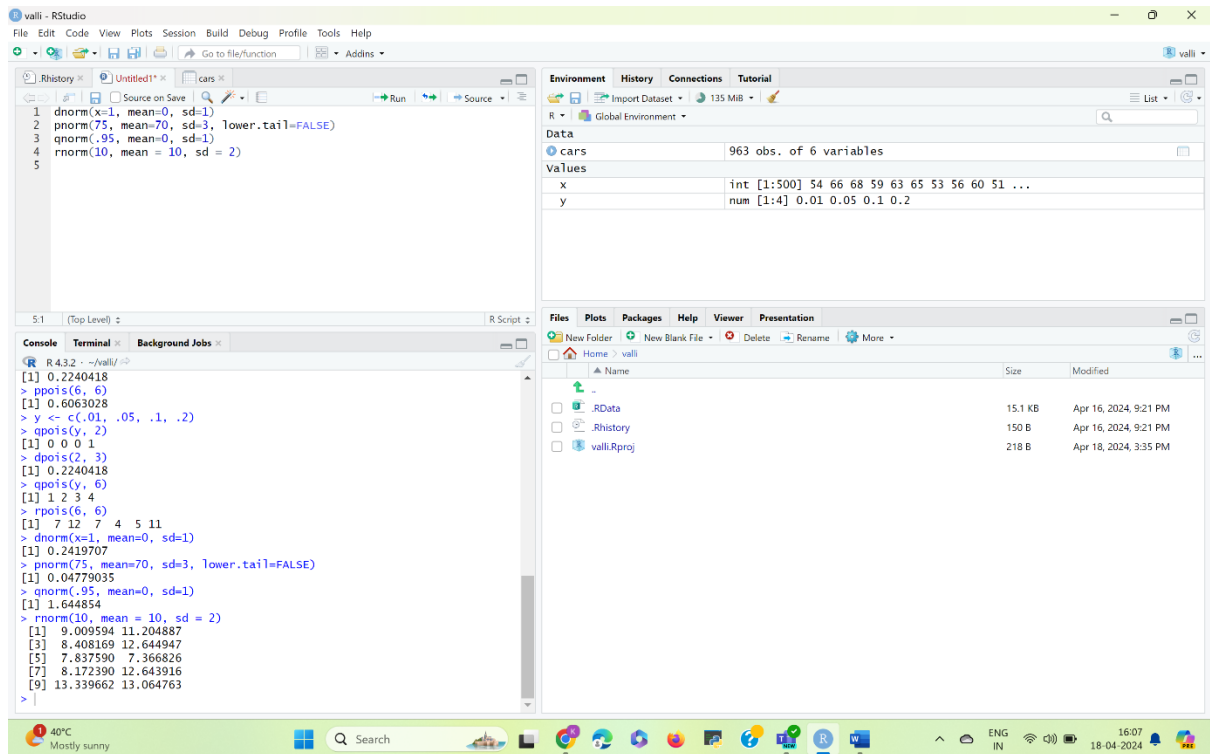 valli - RStudio
File Edit Code View Plots Session Build Debug Profile Tools Help
Go to file/function Addins valli
.Rhistory Untitled1* cars
Source on Save Run Source
1 dnorm(x=1, mean=0, sd=1)
2 pnorm(75, mean=70, sd=3, lower.tail=FALSE)
3 qnorm(.95, mean=0, sd=1)
4 rnorm(10, mean = 10, sd = 2)
5
5:1 (Top Level) R Script
Console Terminal Background Jobs
R 4.3.2 · ~/valli/
[1] 0.2240418
> ppois(6, 6)
[1] 0.6063028
> y <- c(.01, .05, .1, .2)
> qpois(y, 2)
[1] 0 0 0 1
> dpois(2, 3)
[1] 0.2240418
> qpois(y, 6)
[1] 1 2 3 4
> rpois(6, 6)
[1] 7 12 7 4 5 11
> dnorm(x=1, mean=0, sd=1)
[1] 0.2419707
> pnorm(75, mean=70, sd=3, lower.tail=FALSE)
[1] 0.04779035
> qnorm(.95, mean=0, sd=1)
[1] 1.644854
> rnorm(10, mean = 10, sd = 2)
[1] 9.009594 11.204887
[3] 8.408169 12.644947
[5] 7.837590 7.366826
[7] 8.172390 12.643916
[9] 13.339662 13.064763
>
Environment History Connections Tutorial
Import Dataset 135 MiB List
R Global Environment
Data
cars 963 obs. of 6 variables
Values
x int [1:500] 54 66 68 59 63 65 53 56 60 51 ...
y num [1:4] 0.01 0.05 0.1 0.2
Files Plots Packages Help Viewer Presentation
New Folder New Blank File Delete Rename More
Home valli ...
Name Size Modified
..
.RData 15.1 KB Apr 16, 2024, 9:21 PM
.Rhistory 150 B Apr 16, 2024, 9:21 PM
valli.Rproj 218 B Apr 18, 2024, 3:35 PM
1 40°C
Mostly sunny
Search
NEW
ENG
IN
16:07
18-04-2024
PRE